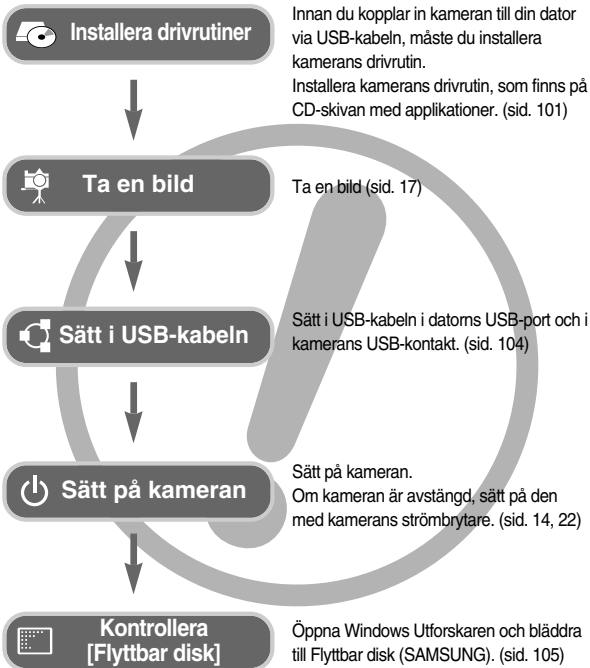 Installera drivrutiner
Innan du kopplar in kameran till din dator
via USB-kabeln, måste du installera
kamerans drivrutin.
Installera kamerans drivrutin, som finns på
CD-skivan med applikationer. (sid. 101)
Ta en bild
Ta en bild (sid. 17)
Sätt i USB-kabeln
Sätt i USB-kabeln i datorns USB-port och i
kamerans USB-kontakt. (sid. 104)
Sätt på kameran
Sätt på kameran.
Om kameran är avstängd, sätt på den
med kamerans strömbrytare. (sid. 14, 22)
Kontrollera
[Flyttbar disk]
Öppna Windows Utforskaren och bläddra
till Flyttbar disk (SAMSUNG). (sid. 105)